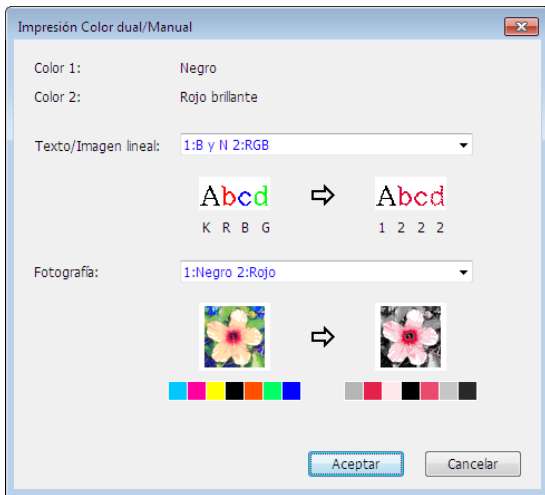 Impresión Color dual/Manual
Color 1: Negro
Color 2: Rojo brillante
Texto/Imagen lineal: 1:B y N 2:RGB
Abcd Abcd
K R B G 1 2 2 2
Fotografía: 1:Negro 2:Rojo
Aceptar Cancelar